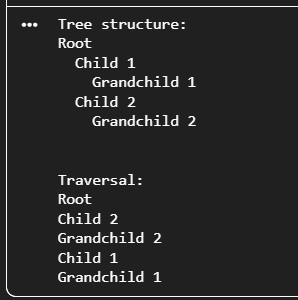 Tree structure:
Root
  Child 1
    Grandchild 1
  Child 2
    Grandchild 2
Traversal:
Root
Child 2
Grandchild 2
Child 1
Grandchild 1